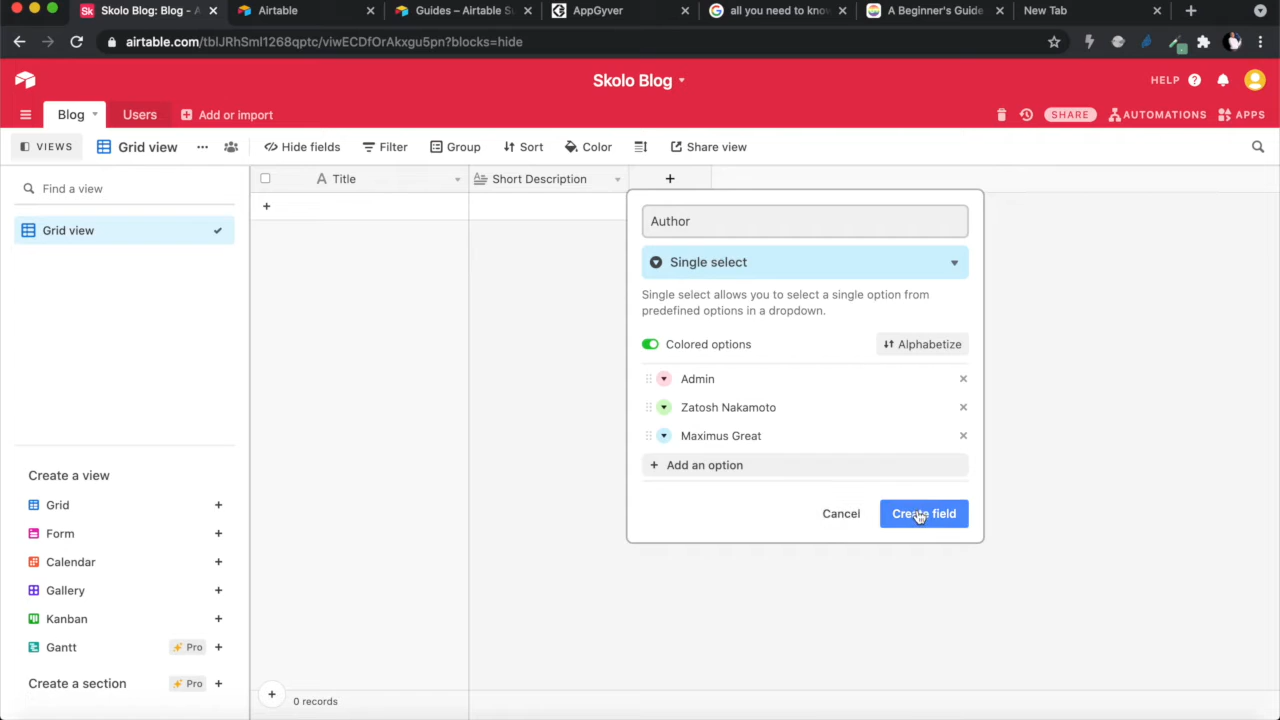 Skolo Blog: Blog - A
Airtable
Guides – Airtable Su
AppGyver
all you need to know
A Beginner's Guide
New Tab
airtable.com/tblJRhSml1268qptc/viwECDfOrAkxgu5pn?blocks=hide
Skolo Blog
HELP
Blog
Users
Add or import
SHARE
AUTOMATIONS
APPS
VIEWS
Grid view
Hide fields
Filter
Group
Sort
Color
Share view
Find a view
Title
Short Description
Grid view
Author
Single select
Single select allows you to select a single option from
predefined options in a dropdown.
Colored options
Alphabetize
Admin
Zatosh Nakamoto
Maximus Great
Add an option
Cancel
Create field
Create a view
Grid
Form
Calendar
Gallery
Kanban
Gantt
Pro
Create a section
Pro
0 records